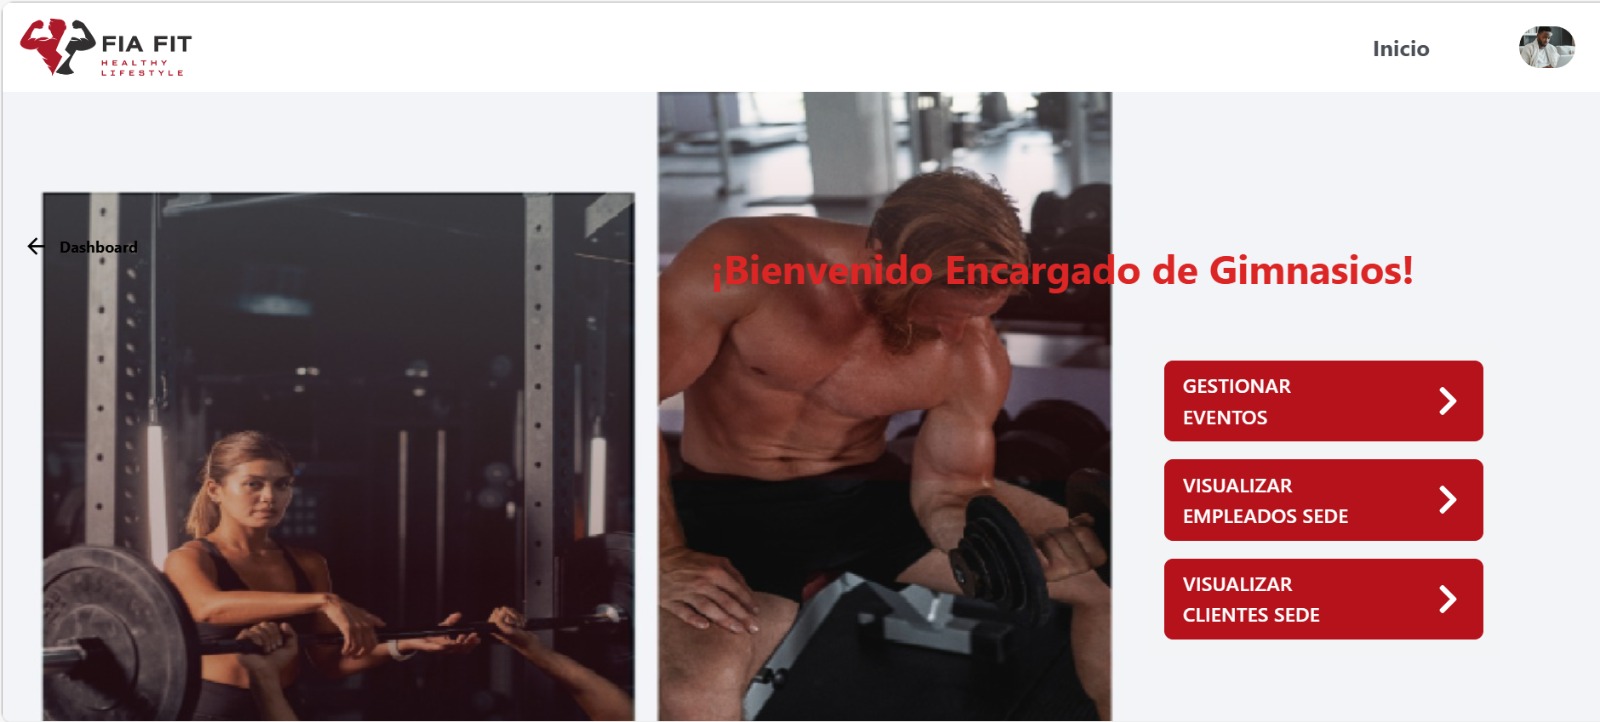 FIA FIT
HEALTHY
LIFESTYLE
Inicio
Dashboard
¡Bienvenido Encargado de Gimnasios!
GESTIONAR
EVENTOS
VISUALIZAR
EMPLEADOS SEDE
VISUALIZAR
CLIENTES SEDE